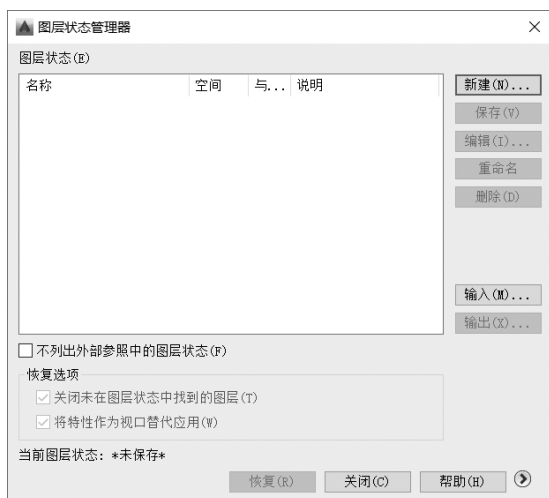 图层状态管理器
图层状态(E)
名称 空间 与... 说明
新建(N)...
保存(V)
编辑(I)...
重命名
删除(D)
输入(M)...
输出(X)...
不列出外部参照中的图层状态(F)
恢复选项
关闭未在图层状态中找到的图层(T)
将特性作为视口替代应用(W)
当前图层状态: *未保存*
恢复(R) 关闭(C) 帮助(H)